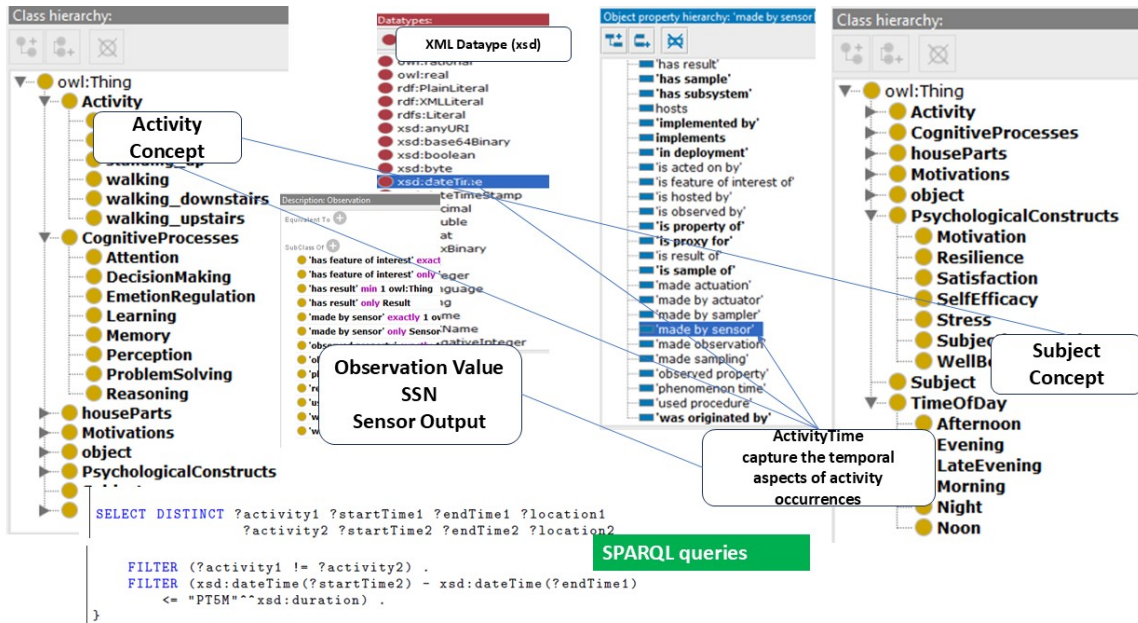 Class hierarchy:
owl:Thing
Activity
walking
walking_downstairs
walking_upstairs
CognitiveProcesses
Attention
DecisionMaking
EmetionRegulation
Learning
Memory
Perception
ProblemSolving
Reasoning
houseParts
Motivations
object
PsychologicalConstructs
Activity
Concept
Datatypes:
XML Dataype (xsd)
owl:real
rdf:PlainLiteral
rdf:XMLLiteral
rdfs:Literal
xsd:anyURI
xsd:base64Binary
xsd:boolean
xsd:byte
xsd:dateTime
Description: Observation
Equivalent To
SubClass Of
'has feature of interest' exact
'has feature of interest' only
'has result' min 1 owl:Thing
'has result' only Result
'made by sensor' exactly 1
'made by sensor' only Sensor
Observation Value
SSN
Sensor Output
Object property hierarchy: 'made by sensor
'has result'
'has sample'
'has subsystem'
hosts
'implemented by'
implements
'in deployment'
'is acted on by'
'is feature of interest of'
'is hosted by'
'is observed by'
'is property of'
'is proxy for'
'is result of'
'is sample of'
'made actuation'
'made by actuator'
'made by sampler'
'made by sensor'
'made observation'
'made sampling'
'observed property'
'phenomenon time'
'used procedure'
'was originated by'
ActivityTime
capture the temporal
aspects of activity
occurrences
Class hierarchy:
owl:Thing
Activity
CognitiveProcesses
houseParts
Motivations
object
PsychologicalConstructs
Motivation
Resilience
Satisfaction
SelfEfficacy
Stress
Subject
TimeOfDay
Afternoon
Evening
LateEvening
Morning
Night
Noon
Subject
Concept
SELECT DISTINCT ?activity1 ?startTime1 ?endTime1 ?location1
?activity2 ?startTime2 ?endTime2 ?location2
SPARQL queries
FILTER (?activity1 != ?activity2) .
FILTER (xsd:dateTime(?startTime2) - xsd:dateTime(?endTime1)
<= "PT5M"^^xsd:duration) .
}